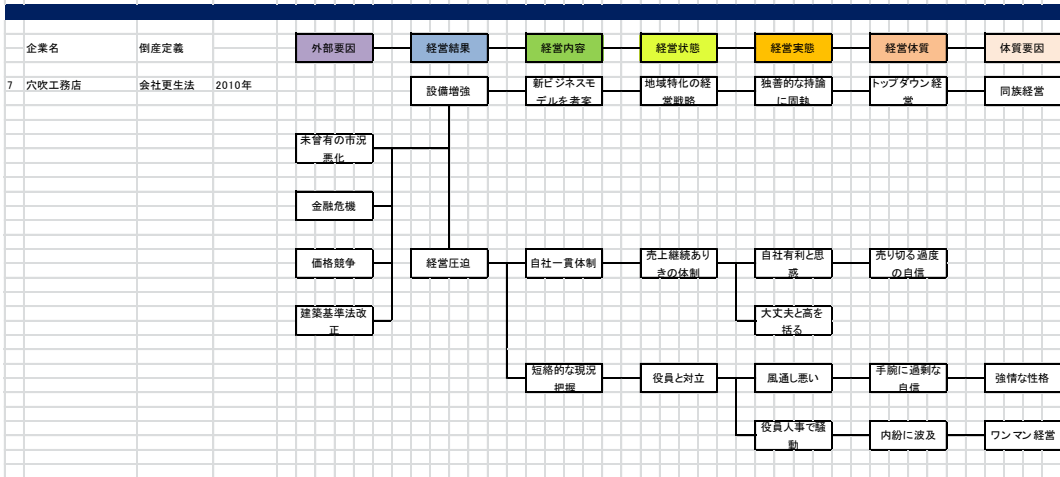 企業名 倒産定義 外部要因 経営結果 経営内容 経営状態 経営実態 経営体質 体質要因
7 穴吹工務店 会社更生法 2010年
設備増強
新ビジネスモ
デルを考案
地域特化の経
営戦略
独善的な持論
に固執
トップダウン経
営
同族経営
未曾有の市況
悪化
金融危機
価格競争
経営圧迫
自社一貫体制
売上継続あり
きの体制
自社有利と思
惑
売り切る過度
の自信
建築基準法改
正
大丈夫と高を
括る
短絡的な現況
把握
役員と対立
風通し悪い
手腕に過剰な
自信
強情な性格
役員人事で騒
動
内紛に波及
ワンマン経営